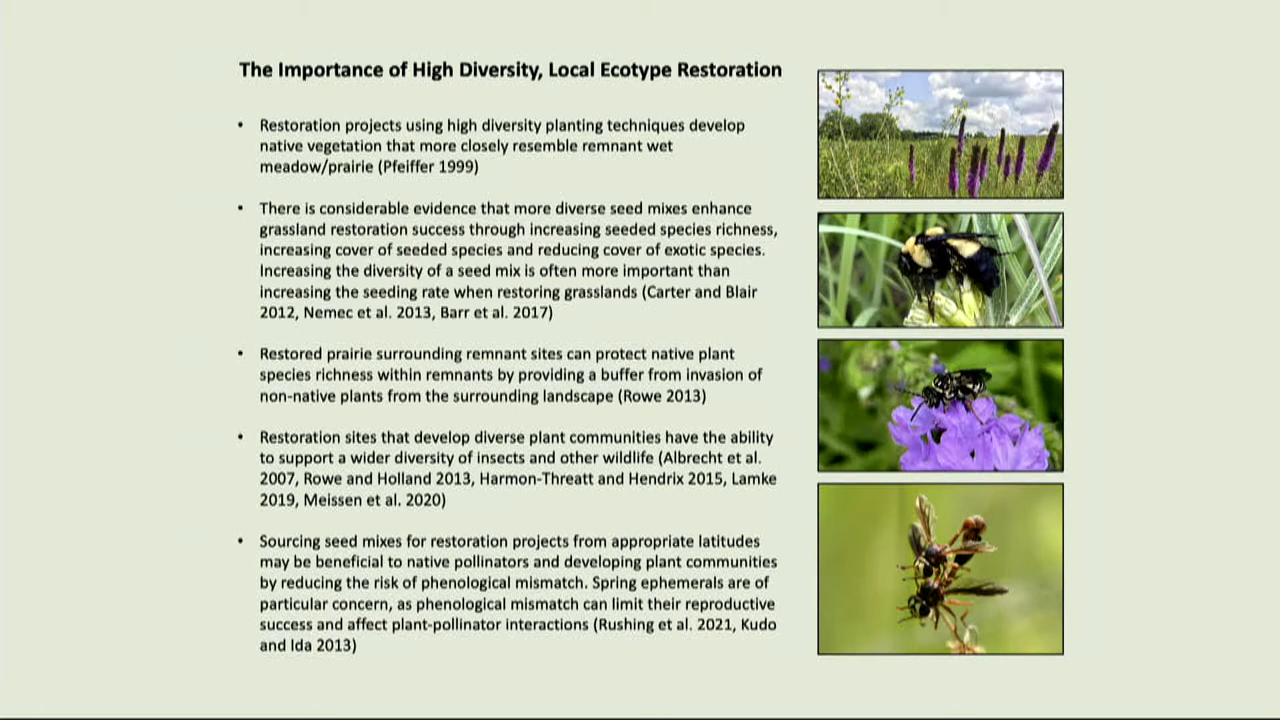 The Importance of High Diversity, Local Ecotype Restoration
• Restoration projects using high diversity planting techniques develop
native vegetation that more closely resemble remnant wet
meadow/prairie (Pfeiffer 1999)
• There is considerable evidence that more diverse seed mixes enhance
grassland restoration success through increasing seeded species richness,
increasing cover of seeded species and reducing cover of exotic species.
Increasing the diversity of a seed mix is often more important than
increasing the seeding rate when restoring grasslands (Carter and Blair
2012, Nemec et al. 2013, Barr et al. 2017)
• Restored prairie surrounding remnant sites can protect native plant
species richness within remnants by providing a buffer from invasion of
non-native plants from the surrounding landscape (Rowe 2013)
• Restoration sites that develop diverse plant communities have the ability
to support a wider diversity of insects and other wildlife (Albrecht et al.
2007, Rowe and Holland 2013, Harmon-Threatt and Hendrix 2015, Lamke
2019, Meissen et al. 2020)
• Sourcing seed mixes for restoration projects from appropriate latitudes
may be beneficial to native pollinators and developing plant communities
by reducing the risk of phenological mismatch. Spring ephemerals are of
particular concern, as phenological mismatch can limit their reproductive
success and affect plant-pollinator interactions (Rushing et al. 2021, Kudo
and Ida 2013)